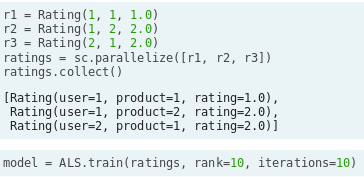 r1 = Rating(1, 1, 1.0)
r2 = Rating(1, 2, 2.0)
r3 = Rating(2, 1, 2.0)
ratings = sc.parallelize([r1, r2, r3])
ratings.collect()
[Rating(user=1, product=1, rating=1.0),
 Rating(user=1, product=2, rating=2.0),
 Rating(user=2, product=1, rating=2.0)]
model = ALS.train(ratings, rank=10, iterations=10)